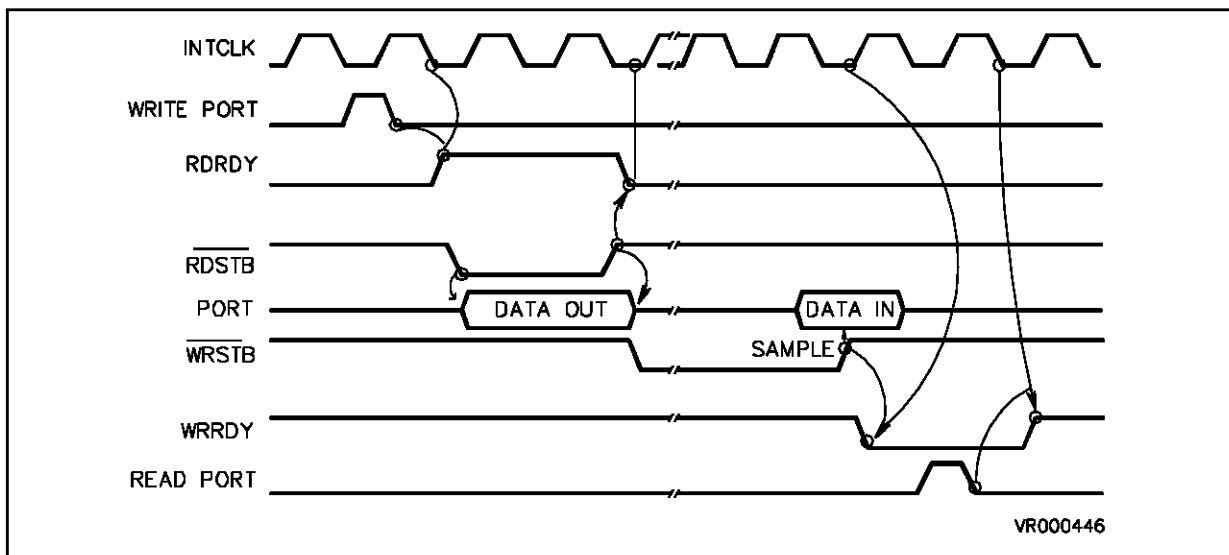 INTCLK
WRITE PORT
RDRDY
RDSTB
PORT DATA OUT DATA IN
WRSTB SAMPLE
WRRDY
READ PORT
VR000446